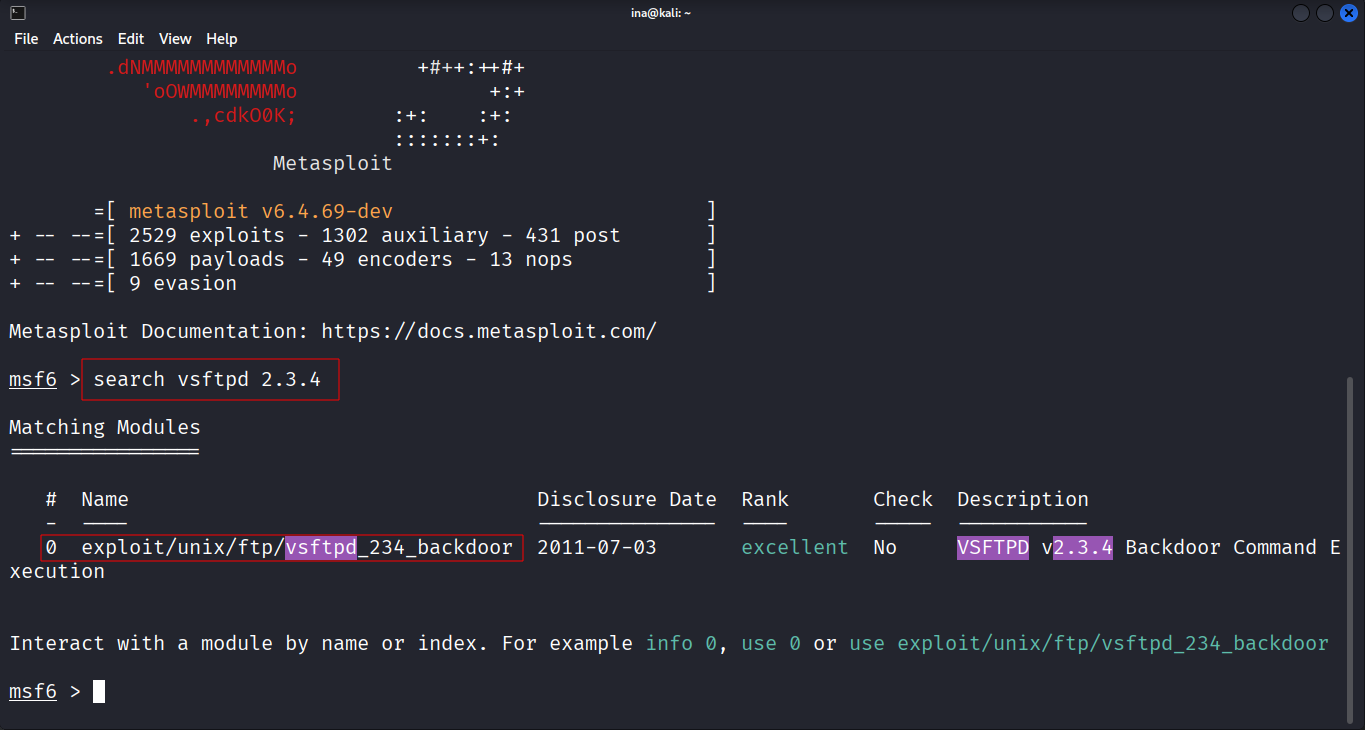 ina@kali: ~
File Actions Edit View Help
.dNMMMMMMMMMMMMo +#++:++#+
'oOWMMMMMMMMo +:+
.,cdkO0K; :+: :+:
:::::::+:
Metasploit
=[ metasploit v6.4.69-dev ]
+ -- --=[ 2529 exploits - 1302 auxiliary - 431 post ]
+ -- --=[ 1669 payloads - 49 encoders - 13 nops ]
+ -- --=[ 9 evasion ]
Metasploit Documentation: https://docs.metasploit.com/
msf6 > search vsftpd 2.3.4
Matching Modules
================
# Name Disclosure Date Rank Check Description
- ---- --------------- ---- ----- -----------
0 exploit/unix/ftp/vsftpd_234_backdoor 2011-07-03 excellent No VSFTPD v2.3.4 Backdoor Command E
xecution
Interact with a module by name or index. For example info 0, use 0 or use exploit/unix/ftp/vsftpd_234_backdoor
msf6 >